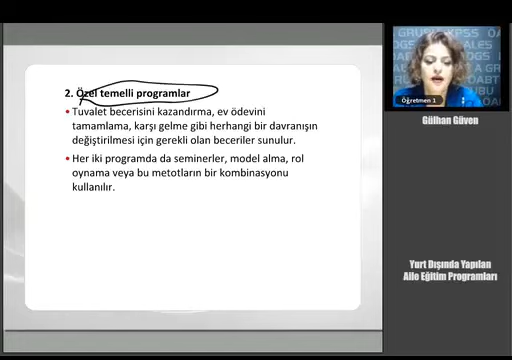 2. Özel temelli programlar
• Tuvalet becerisini kazandırma, ev ödevini
tamamlama, karşı gelme gibi herhangi bir davranışın
değiştirilmesi için gerekli olan beceriler sunulur.
• Her iki programda da seminerler, model alma, rol
oynama veya bu metotların bir kombinasyonu
kullanılır.
Öğretmen 1
Gülhan Güven
Yurt Dışında Yapılan
Aile Eğitim Programları